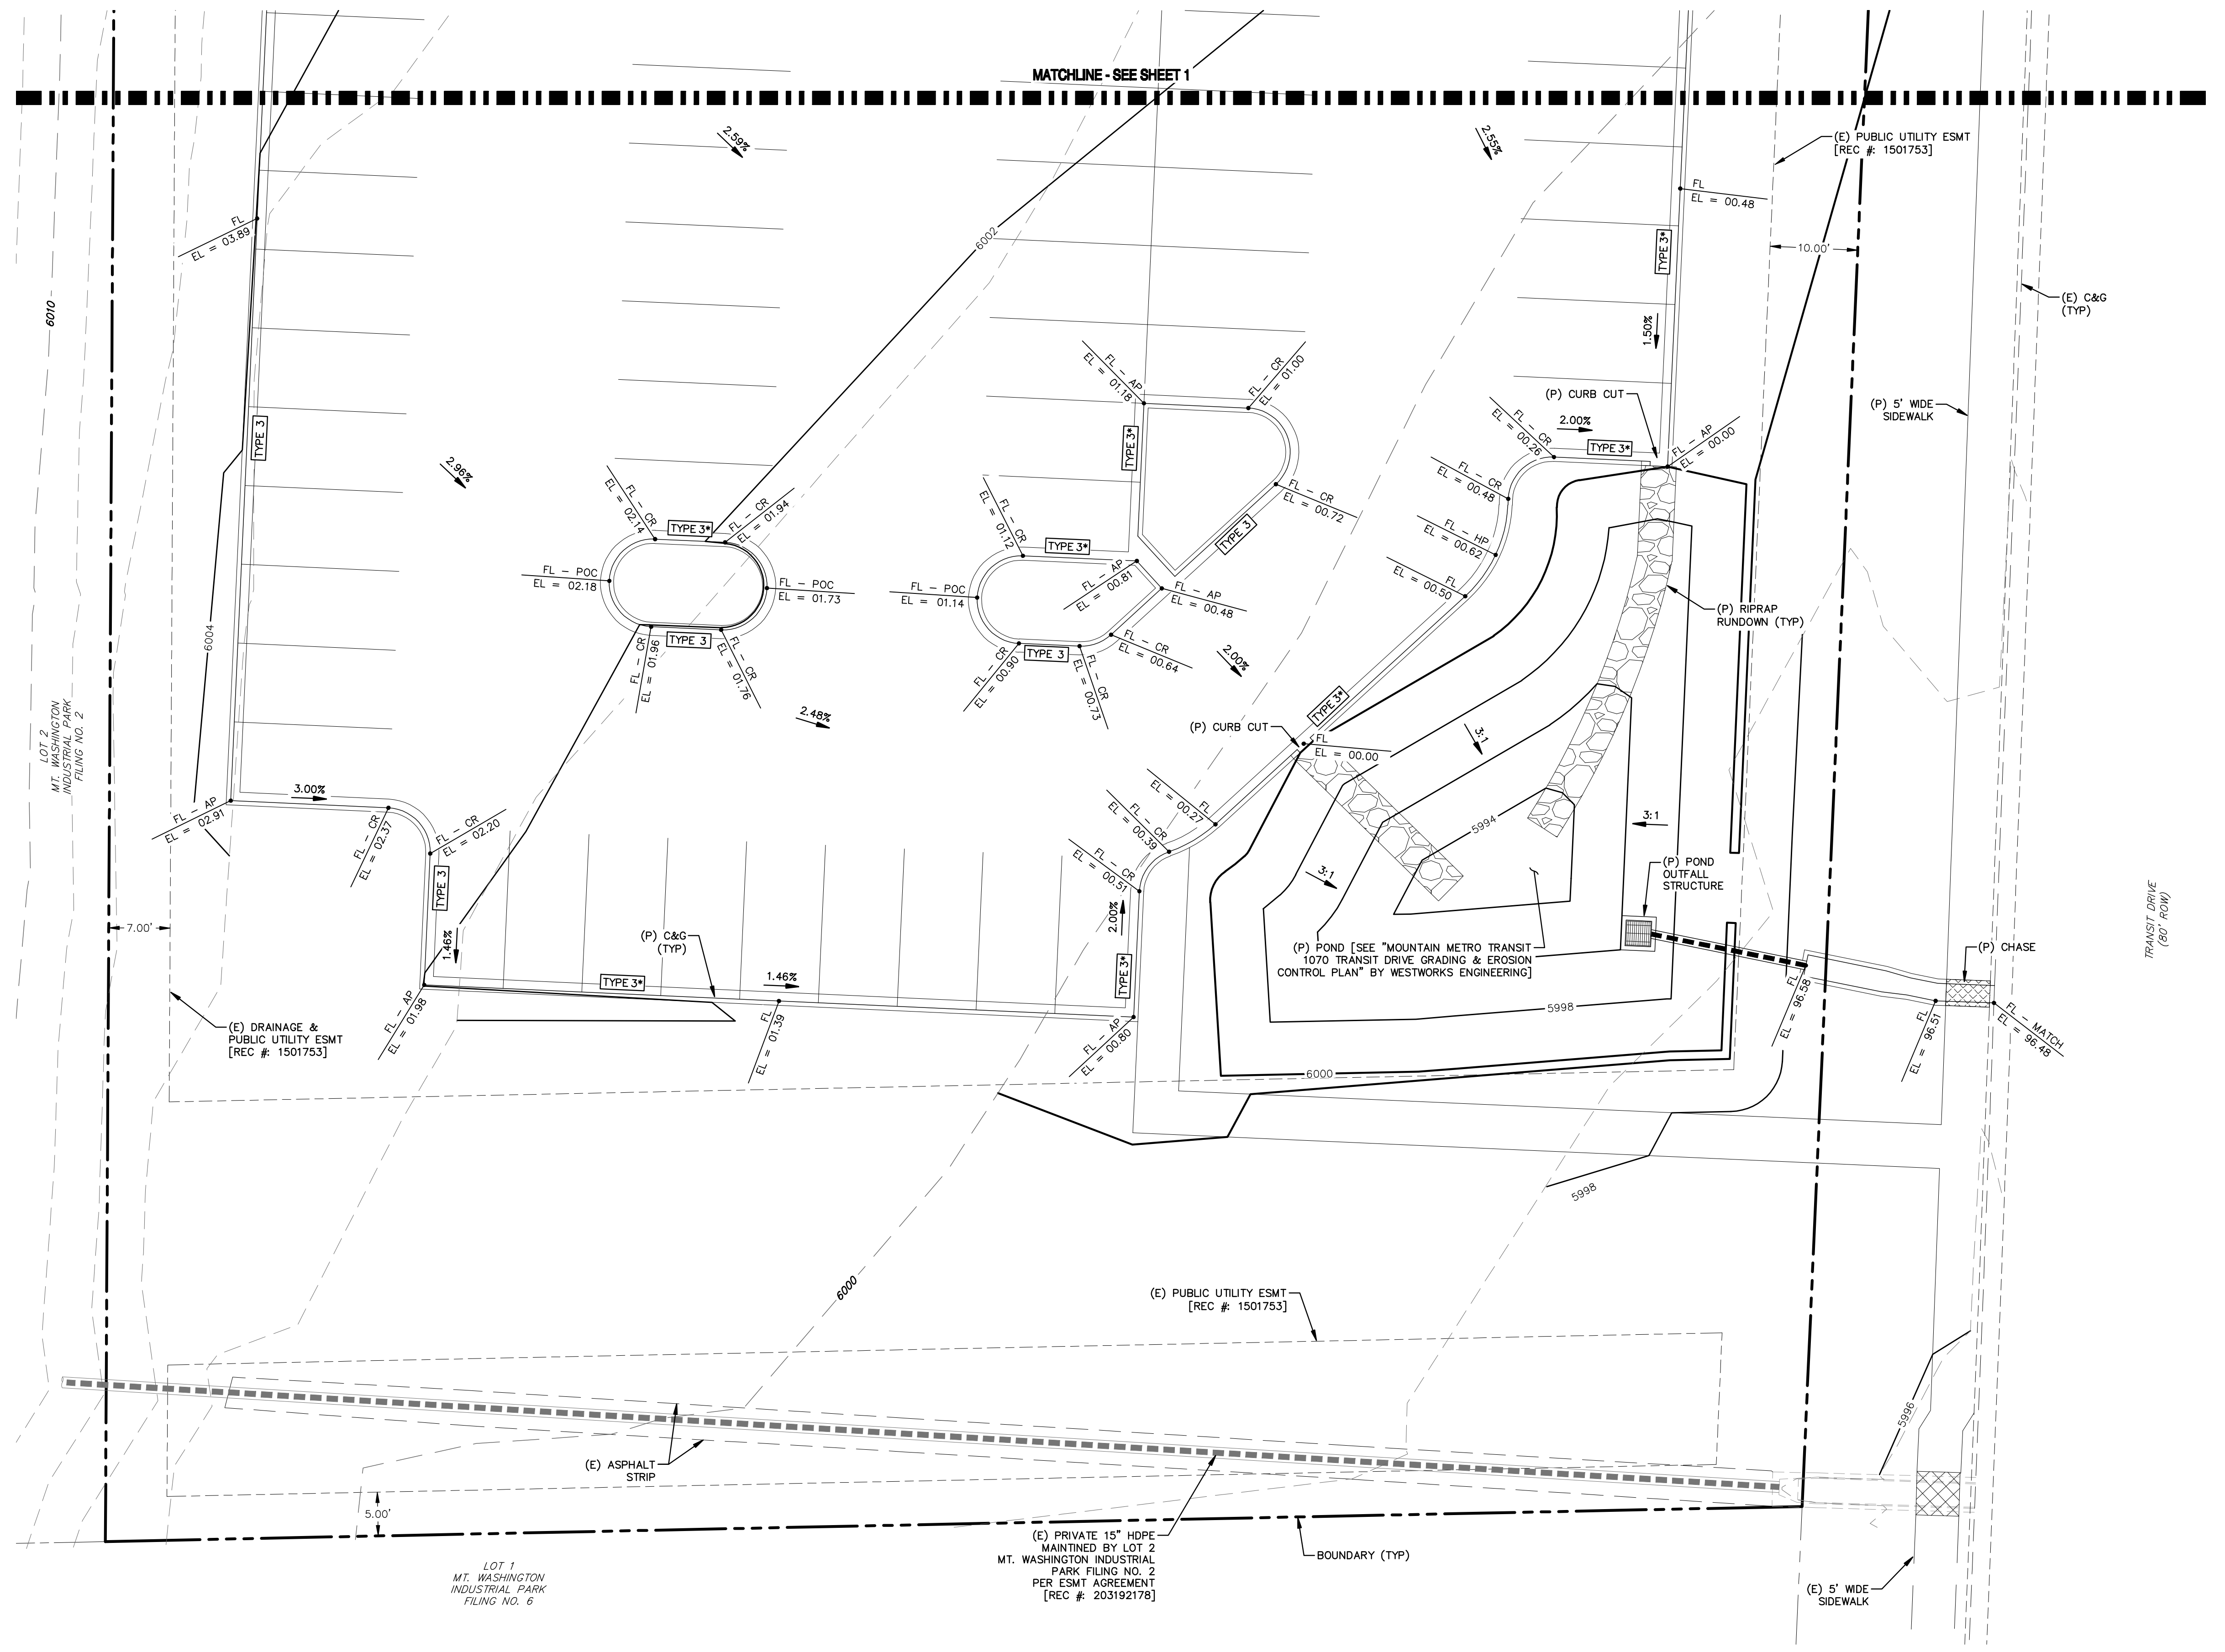 MATCHLINE - SEE SHEET 1
2.59%
2.55%
(E) PUBLIC UTILITY ESMT
[REC #: 1501753]
FL
EL = 00.48
FL
EL = 03.89
6002
TYPE 3*
10.00'
(E) C&G
(TYP)
6010
1.50%
FL - AP
EL = 01.18
FL - CR
EL = 01.00
(P) CURB CUT
(P) 5' WIDE
SIDEWALK
TYPE 3
TYPE 3*
FL - CR
EL = 00.26
2.00%
TYPE 3*
FL - AP
EL = 00.00
2.96%
FL - CR
EL = 02.14
TYPE 3*
FL - CR
EL = 01.94
FL - CR
EL = 01.12
TYPE 3*
FL - CR
EL = 00.72
TYPE 3
FL - CR
EL = 00.48
FL - HP
EL = 00.62
FL - POC
EL = 02.18
FL - POC
EL = 01.73
FL - POC
EL = 01.14
FL - AP
EL = 00.81
FL - AP
EL = 00.48
FL
EL = 00.50
(P) RIPRAP
RUNDOWN (TYP)
6004
FL - CR
EL = 01.96
TYPE 3
FL - CR
EL = 01.76
FL - CR
EL = 00.90
TYPE 3
FL - CR
EL = 00.73
FL - CR
EL = 00.64
2.00%
TYPE 3*
2.48%
(P) CURB CUT
FL
EL = 00.00
3:1
LOT 2
MT. WASHINGTON
INDUSTRIAL PARK
FILING NO. 2
3.00%
FL - AP
EL = 02.91
FL - CR
EL = 02.37
FL - CR
EL = 02.20
FL
EL = 00.27
FL - CR
EL = 00.39
5994
3:1
TYPE 3
FL - CR
EL = 00.51
3:1
(P) POND
OUTFALL
STRUCTURE
TRANSIT DRIVE
(80' ROW)
7.00'
1.46%
(P) C&G
(TYP)
2.00%
(P) POND [SEE "MOUNTAIN METRO TRANSIT
1070 TRANSIT DRIVE GRADING & EROSION
CONTROL PLAN" BY WESTWORKS ENGINEERING]
(P) CHASE
TYPE 3*
1.46%
TYPE 3*
FL - AP
EL = 01.98
FL
EL = 01.39
FL - AP
EL = 00.80
5998
FL
EL = 96.58
FL
EL = 96.51
FL - MATCH
EL = 96.48
(E) DRAINAGE &
PUBLIC UTILITY ESMT
[REC #: 1501753]
6000
5998
6000
(E) PUBLIC UTILITY ESMT
[REC #: 1501753]
5996
(E) ASPHALT
STRIP
5.00'
(E) PRIVATE 15" HDPE
MAINTINED BY LOT 2
MT. WASHINGTON INDUSTRIAL
PARK FILING NO. 2
PER ESMT AGREEMENT
[REC #: 203192178]
BOUNDARY (TYP)
LOT 1
MT. WASHINGTON
INDUSTRIAL PARK
FILING NO. 6
(E) 5' WIDE
SIDEWALK